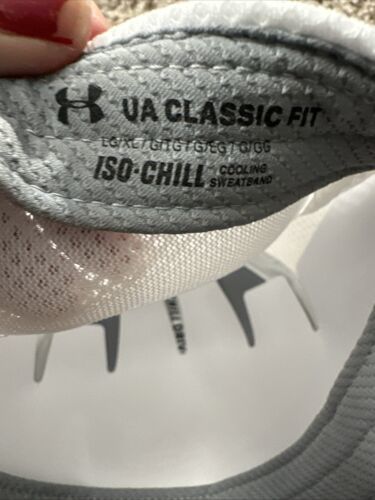 UA CLASSIC FIT
LG/XL / G/TG / G/EG / G/GG
ISO-CHILL COOLING
SWEATBAND